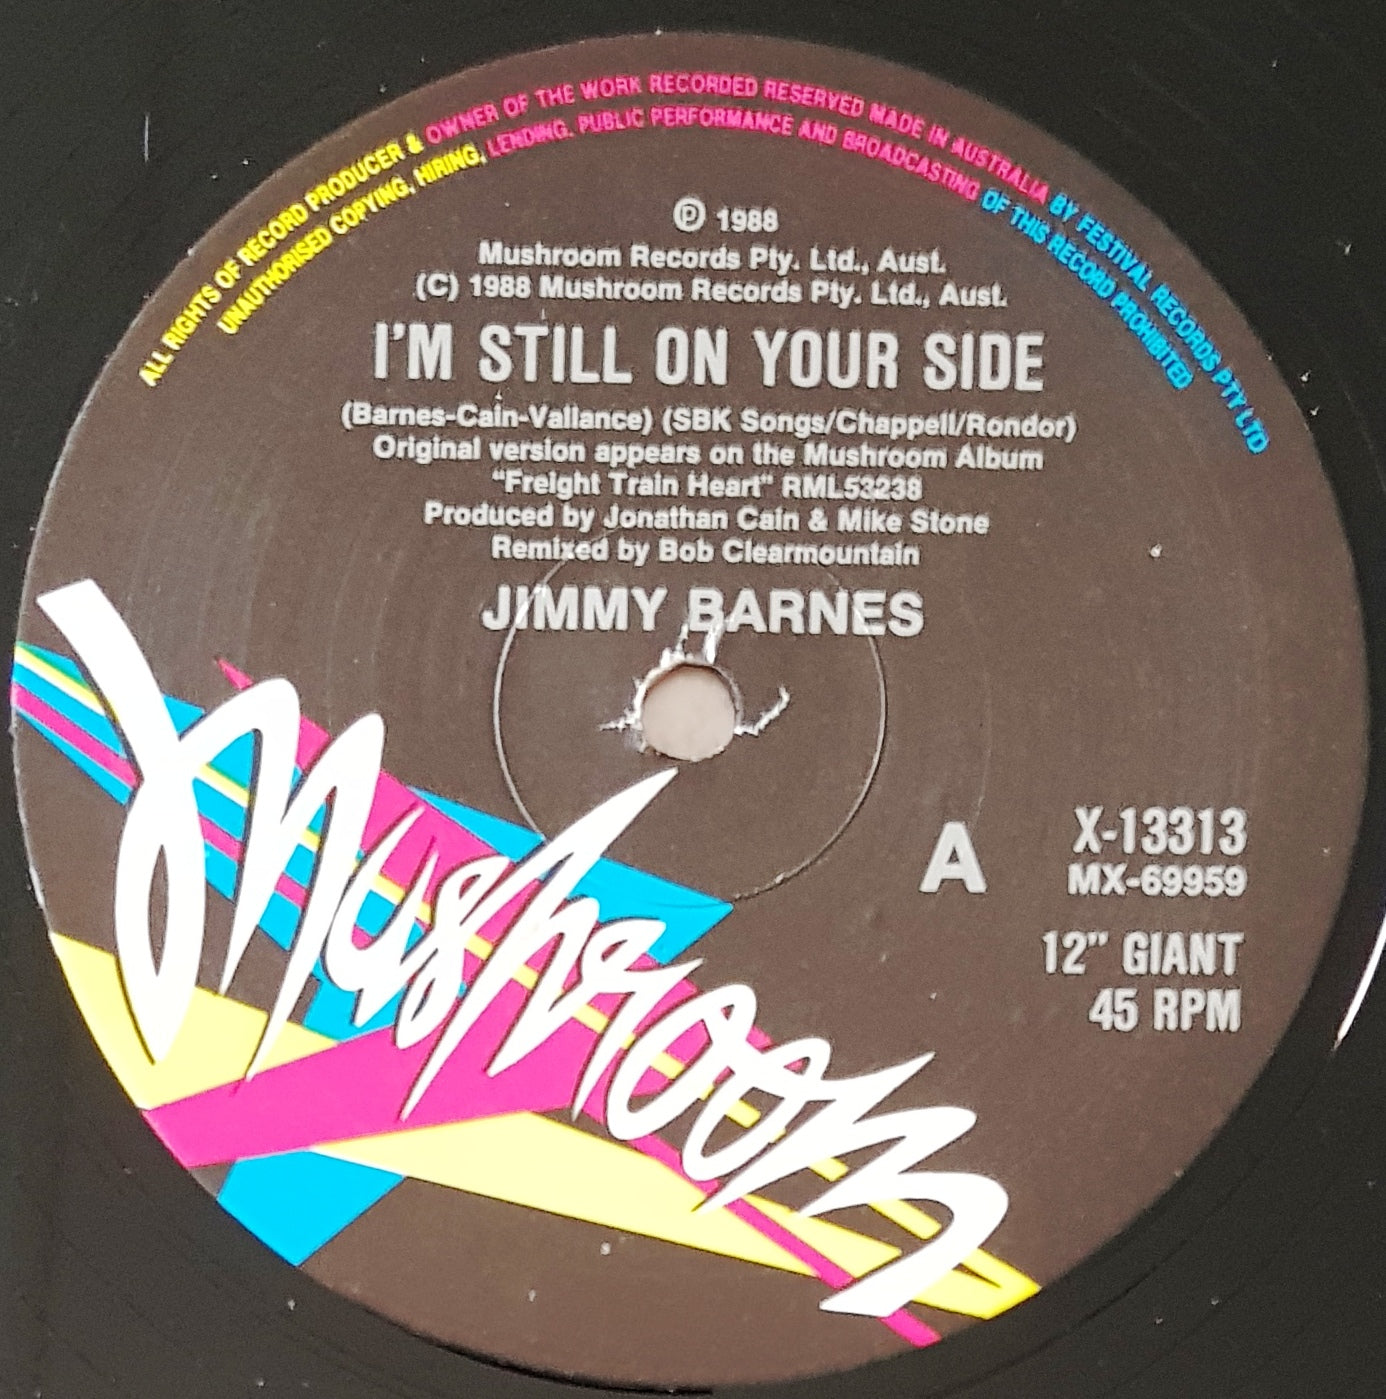 ALL RIGHTS OF RECORD PRODUCER & OWNER OF THE WORK RECORDED RESERVED MADE IN AUSTRALIA BY FESTIVAL RECORDS PTY LTD
UNAUTHORISED COPYING, HIRING, LENDING, PUBLIC PERFORMANCE AND BROADCASTING OF THIS RECORD PROHIBITED
℗ 1988
Mushroom Records Pty. Ltd., Aust.
(C) 1988 Mushroom Records Pty. Ltd., Aust.
I'M STILL ON YOUR SIDE
(Barnes-Cain-Vallance) (SBK Songs/Chappell/Rondor)
Original version appears on the Mushroom Album
"Freight Train Heart" RML53238
Produced by Jonathan Cain & Mike Stone
Remixed by Bob Clearmountain
JIMMY BARNES
Mushroom
A
X-13313
MX-69959
12" GIANT
45 RPM